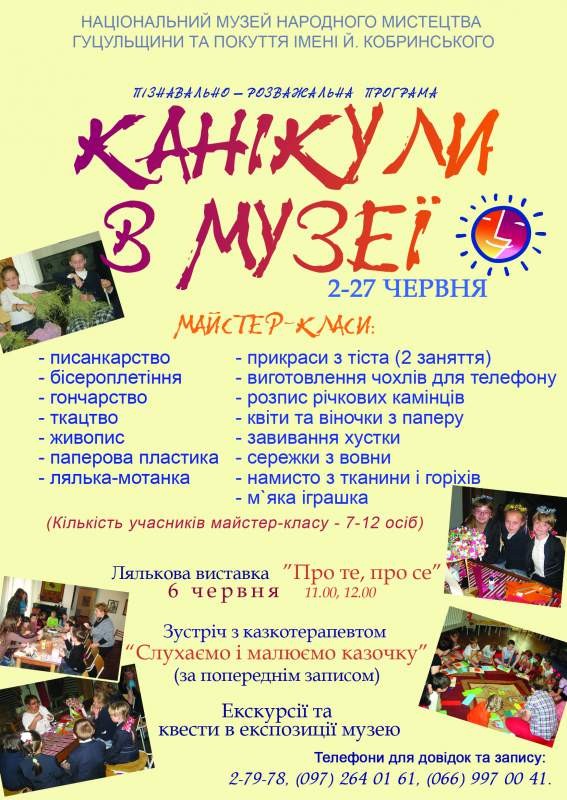 НАЦІОНАЛЬНИЙ МУЗЕЙ НАРОДНОГО МИСТЕЦТВА
ГУЦУЛЬЩИНИ ТА ПОКУТТЯ ІМЕНІ Й. КОБРИНСЬКОГО
ПІЗНАВАЛЬНО – РОЗВАЖАЛЬНА ПРОГРАМА
КАНІКУЛИ
В МУЗЕЇ
2-27 ЧЕРВНЯ
МАЙСТЕР-КЛАСИ:
- писанкарство
- бісероплетіння
- гончарство
- ткацтво
- живопис
- паперова пластика
- лялька-мотанка
- прикраси з тіста (2 заняття)
- виготовлення чохлів для телефону
- розпис річкових камінців
- квіти та віночки з паперу
- завивання хустки
- сережки з вовни
- намисто з тканини і горіхів
- м`яка іграшка
(Кількість учасників майстер-класу - 7-12 осіб)
Лялькова виставка "Про те, про се"
6 червня 11.00, 12.00
Зустріч з казкотерапевтом
“Слухаємо і малюємо казочку”
(за попереднім записом)
Екскурсії та
квести в експозиції музею
Телефони для довідок та запису:
2-79-78, (097) 264 01 61, (066) 997 00 41.